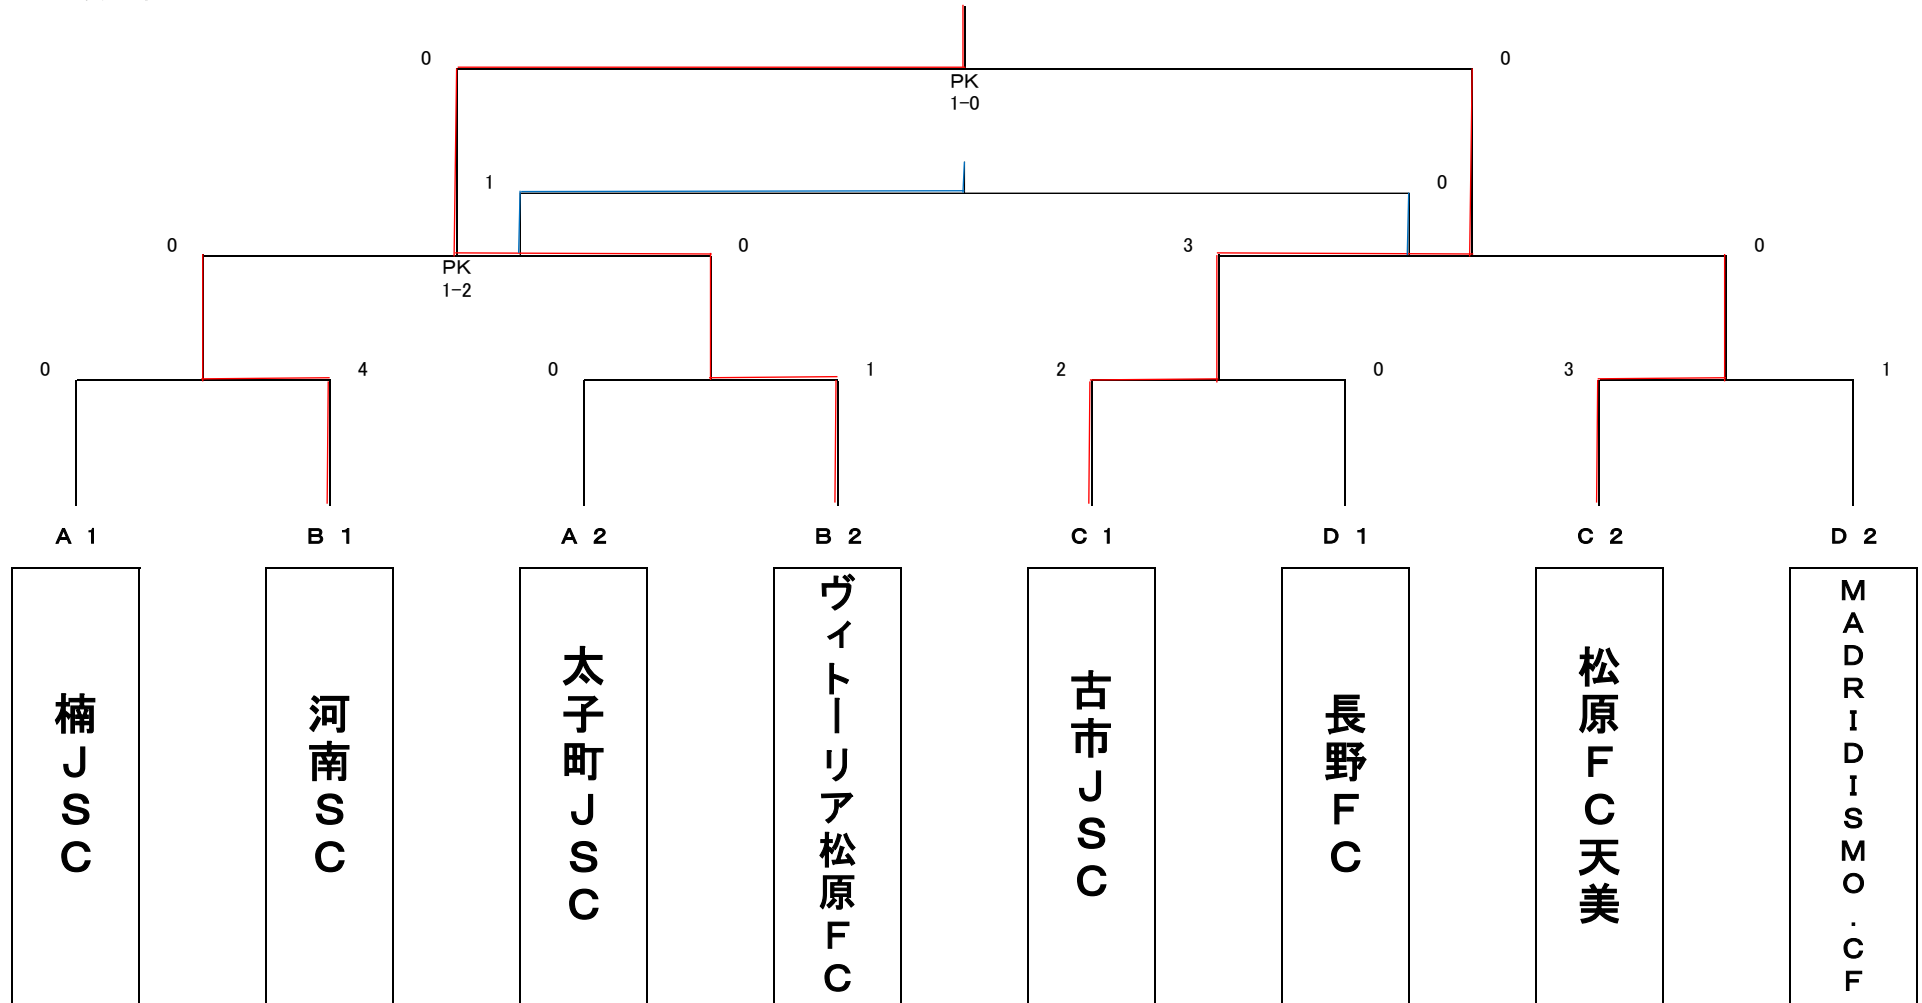 0 0
PK
1-0
1 0
0 0 3 0
PK
1-2
0 4 0 1 2 0 3 1
A 1 B 1 A 2 B 2 C 1 D 1 C 2 D 2
楠JSC
河南SC
太子町JSC
ヴィトーリア松原FC
古市JSC
長野FC
松原FC天美
MADRIDISMO.CF